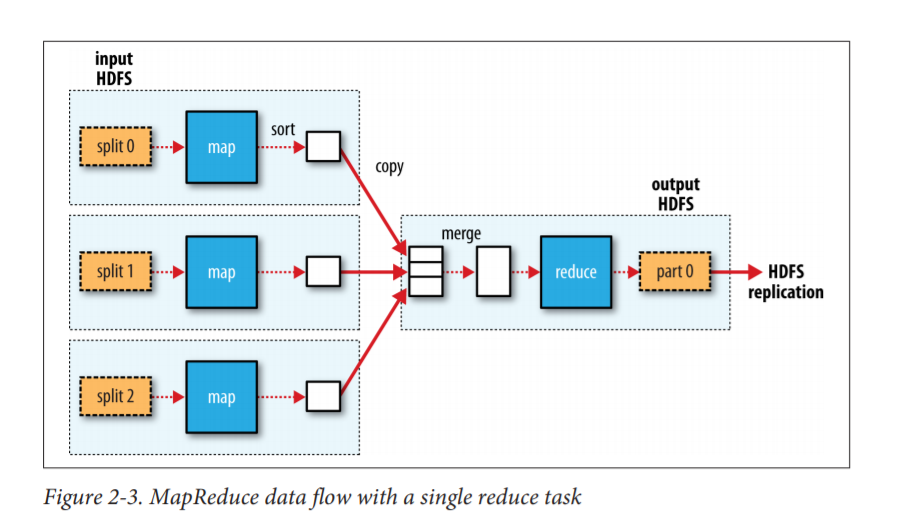 input
HDFS
split 0
map
sort
copy
split 1
map
split 2
map
merge
reduce
output
HDFS
part 0
HDFS
replication
Figure 2-3. MapReduce data flow with a single reduce task